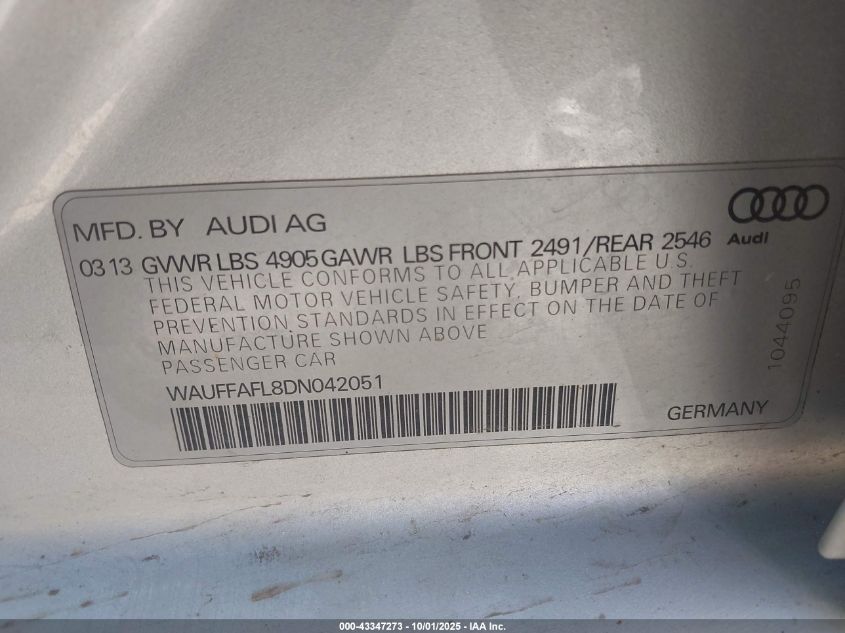 MFD. BY AUDI AG
Audi
03 13 GVWR LBS 4905 GAWR LBS FRONT 2491/REAR 2546
THIS VEHICLE CONFORMS TO ALL APPLICABLE U.S.
FEDERAL MOTOR VEHICLE SAFETY, BUMPER AND THEFT
PREVENTION STANDARDS IN EFFECT ON THE DATE OF
MANUFACTURE SHOWN ABOVE
PASSENGER CAR
WAUFFAFL8DN042051
GERMANY
1044095
000-43347273 - 10/01/2025 - IAA Inc.